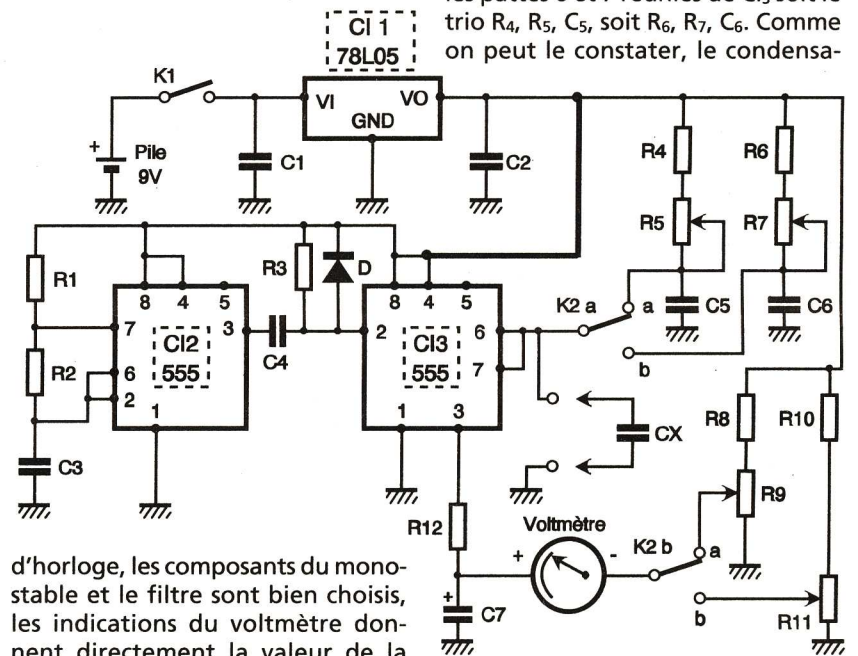 les pattes 6 et 7 réunies de CI3 soit le
trio R4, R5, C5, soit R6, R7, C6. Comme
on peut le constater, le condensa-
CI 1
78L05
K1
VI
VO
GND
+
Pile
9V
C1
C2
R4
R6
R5
R7
R1
R3
D
8
4
5
8
4
5
K2 a
a
C5
C6
7
CI2
3
C4
2
CI3
6
b
R2
6
555
555
7
2
1
1
3
CX
R8
R10
C3
R12
Voltmètre
R9
+
-
K2 b
a
d'horloge, les composants du mono-
stable et le filtre sont bien choisis,
les indications du voltmètre don-
+
C7
b
R11
nent directement la valeur de la